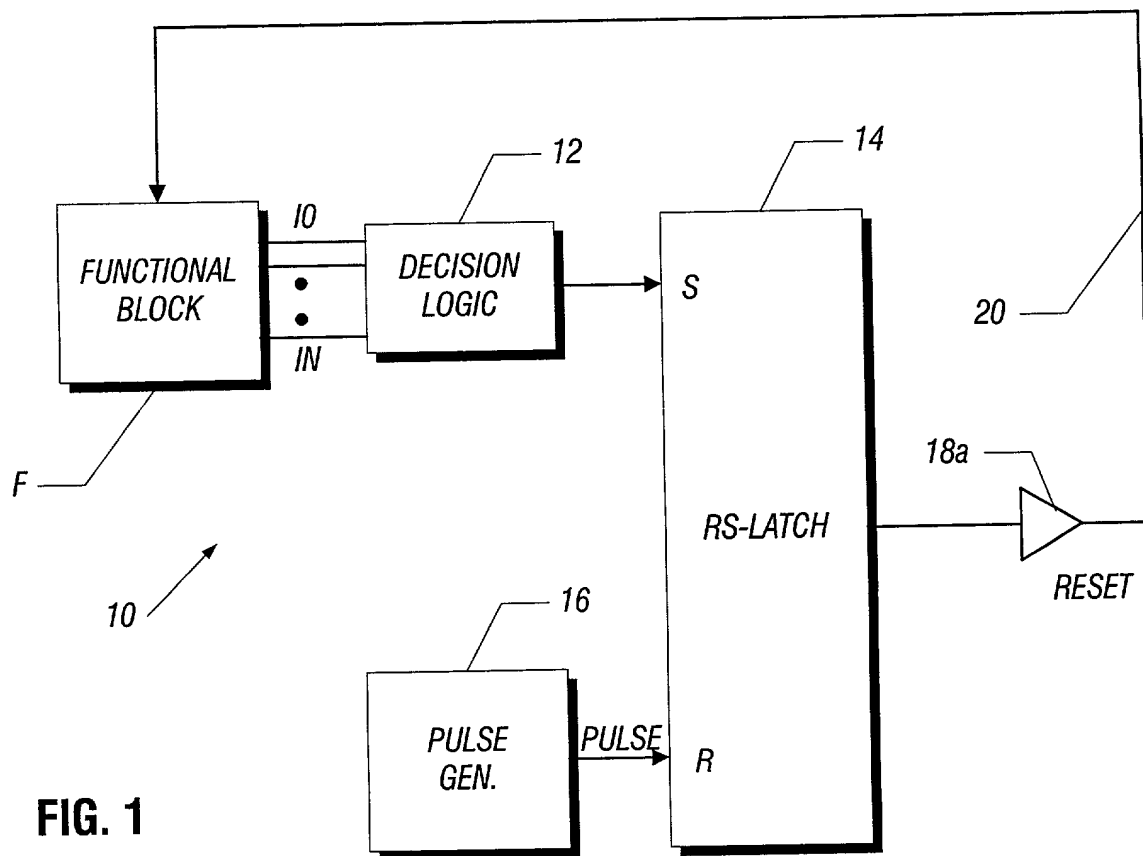 12
14
I0
FUNCTIONAL
BLOCK
DECISION
LOGIC
S
20
IN
F
18a
RS-LATCH
RESET
10
16
PULSE
GEN.
PULSE
R
FIG. 1